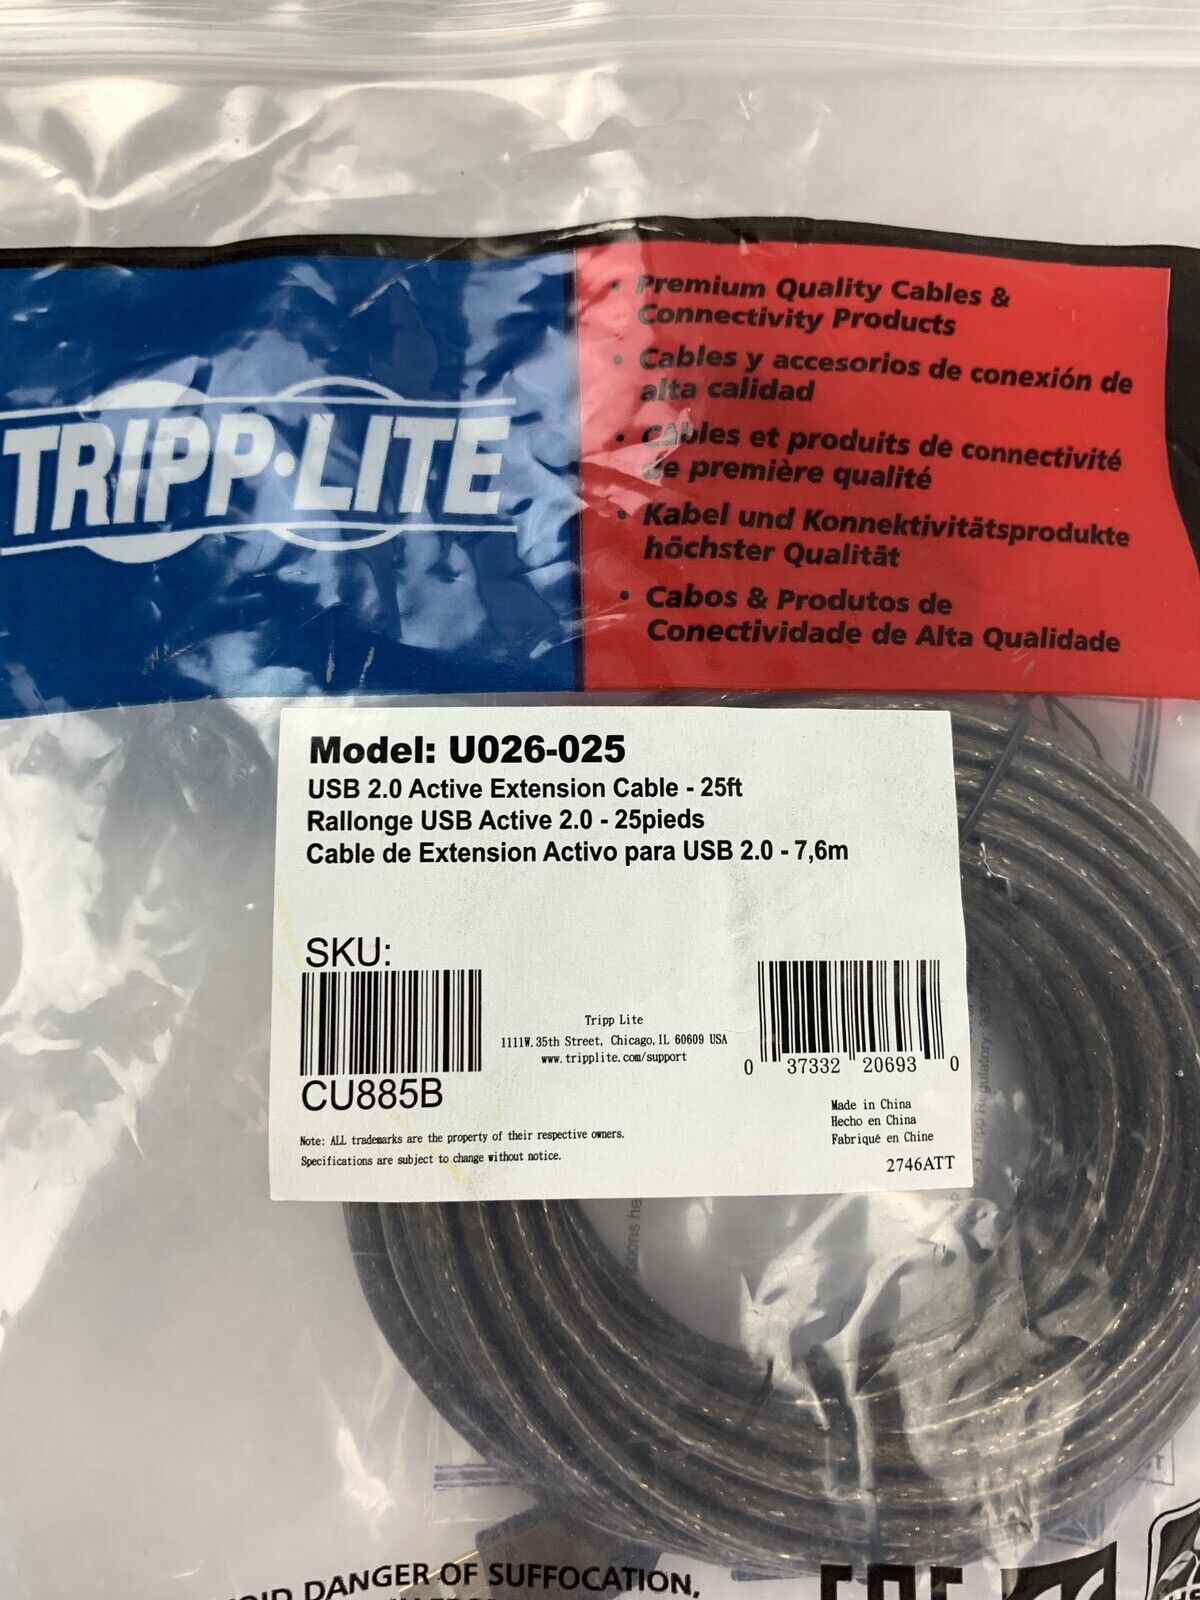 TRIPP·LITE
• Premium Quality Cables &
Connectivity Products
• Cables y accesorios de conexión de
alta calidad
• Câbles et produits de connectivité
de première qualité
• Kabel und Konnektivitätsprodukte
höchster Qualität
• Cabos & Produtos de
Conectividade de Alta Qualidade
Model: U026-025
USB 2.0 Active Extension Cable - 25ft
Rallonge USB Active 2.0 - 25pieds
Cable de Extension Activo para USB 2.0 - 7,6m
SKU:
CU885B
Tripp Lite
1111W. 35th Street, Chicago, IL 60609 USA
www.tripplite.com/support
0 37332 20693 0
Made in China
Hecho en China
Fabriqué en Chine
2746ATT
Note: ALL trademarks are the property of their respective owners.
Specifications are subject to change without notice.
DANGER OF SUFFOCATION,